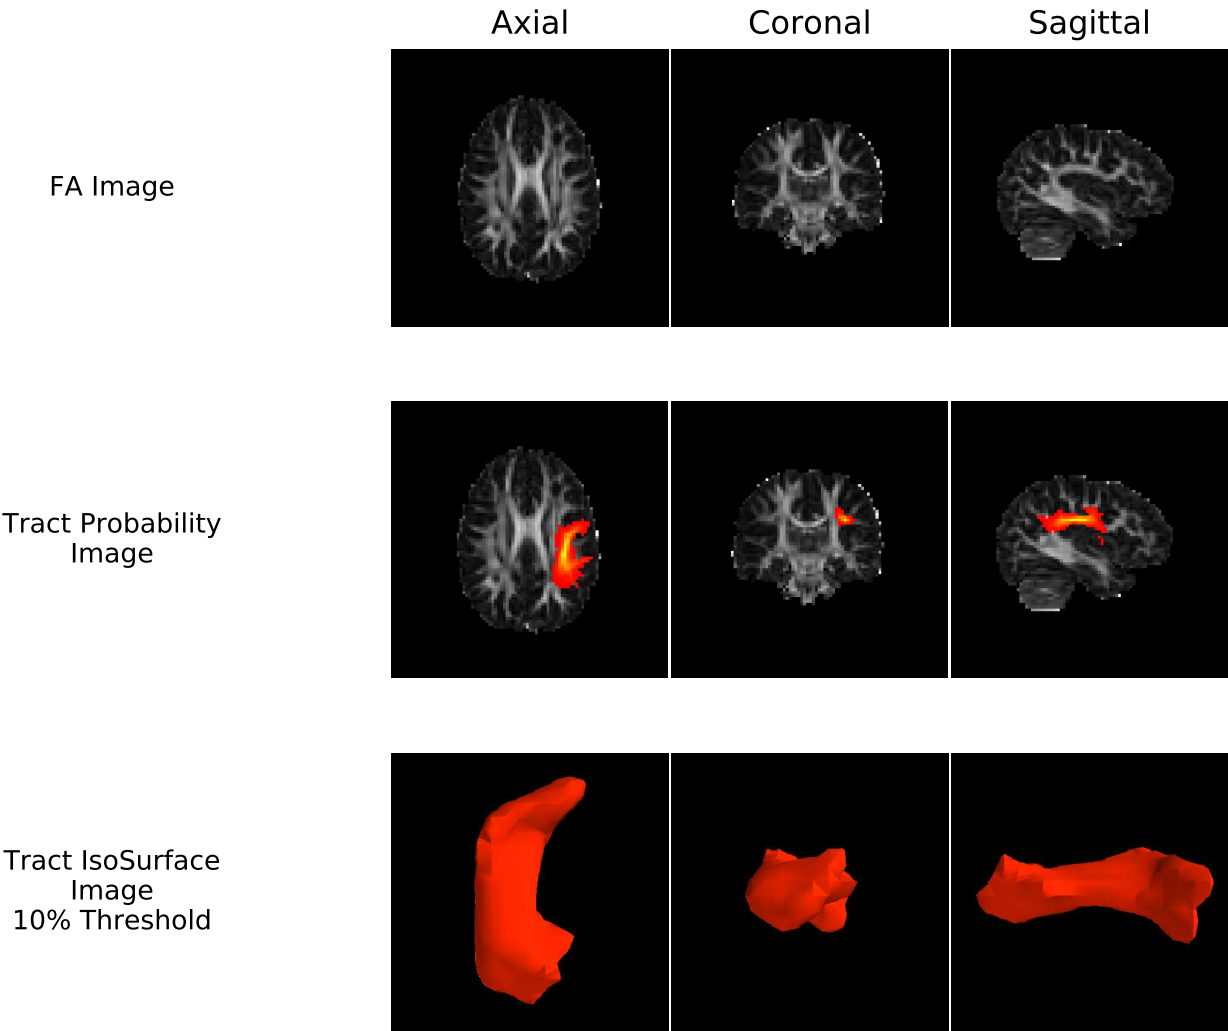 Axial Coronal Sagittal
FA Image
Tract Probability
Image
Tract IsoSurface
Image
10% Threshold